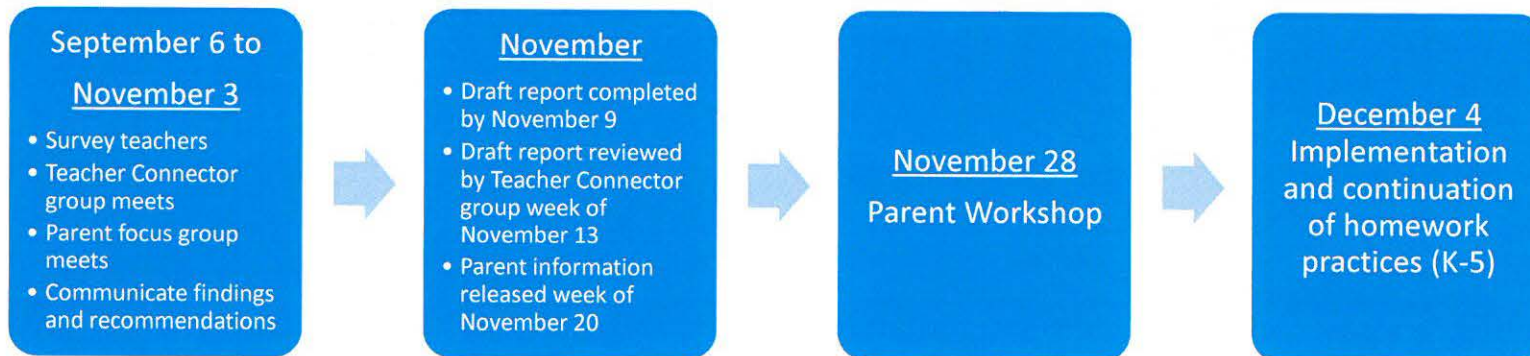 September 6 to
November 3
• Survey teachers
• Teacher Connector
group meets
• Parent focus group
meets
• Communicate findings
and recommendations
November
• Draft report completed
by November 9
• Draft report reviewed
by Teacher Connector
group week of
November 13
• Parent information
released week of
November 20
November 28
Parent Workshop
December 4
Implementation
and continuation
of homework
practices (K-5)